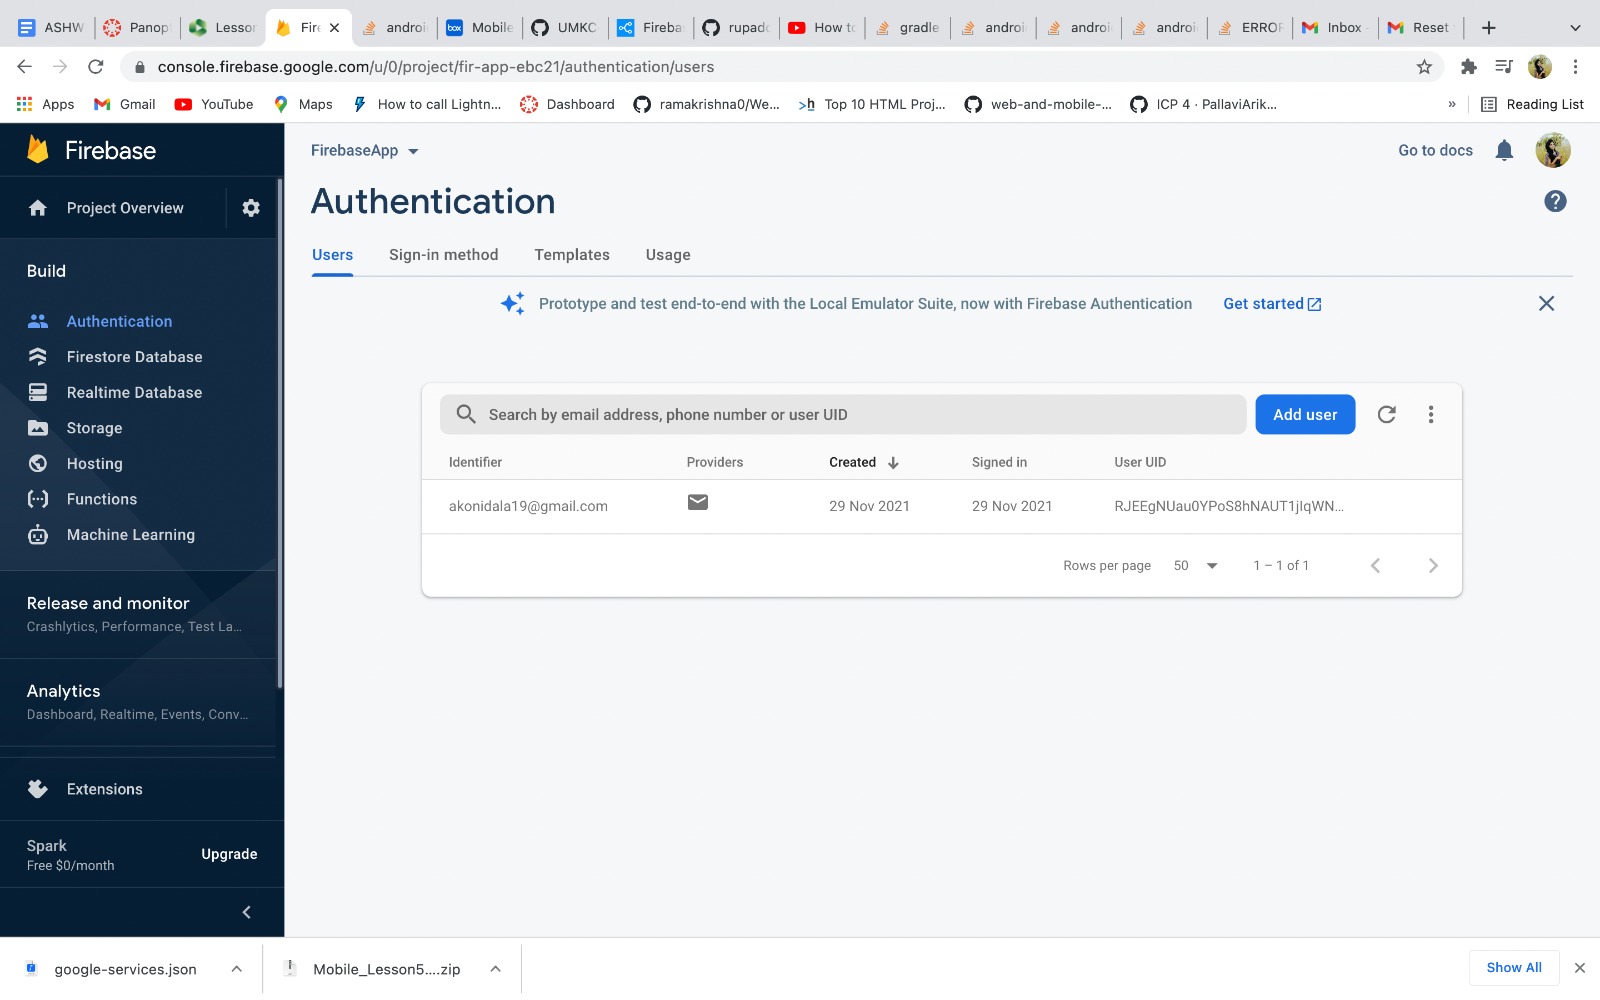 ASHW
Panop
Lesson
Fire
androi
Mobile
UMKC
Fireba
rupado
How to
gradle
androi
androi
androi
ERROR
Inbox
Reset
console.firebase.google.com/u/0/project/fir-app-ebc21/authentication/users
Apps
Gmail
YouTube
Maps
How to call Lightn...
Dashboard
ramakrishna0/We...
Top 10 HTML Proj...
web-and-mobile-...
ICP 4 · PallaviArik...
»
Reading List
Firebase
FirebaseApp
Go to docs
Project Overview
Authentication
Users
Sign-in method
Templates
Usage
Build
Prototype and test end-to-end with the Local Emulator Suite, now with Firebase Authentication
Get started
Authentication
Firestore Database
Realtime Database
Storage
Hosting
Functions
Machine Learning
Search by email address, phone number or user UID
Add user
Identifier
Providers
Created
Signed in
User UID
akonidala19@gmail.com
29 Nov 2021
29 Nov 2021
RJEEgNUau0YPoS8hNAUT1jIqWN...
Rows per page
50
1 – 1 of 1
Release and monitor
Crashlytics, Performance, Test La...
Analytics
Dashboard, Realtime, Events, Conv...
Extensions
Spark
Free $0/month
Upgrade
google-services.json
Mobile_Lesson5....zip
Show All